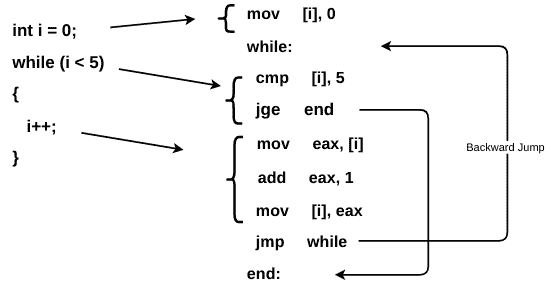 int i = 0;
while (i < 5)
{
i++;
}
mov [i], 0
while:
cmp [i], 5
jge end
mov eax, [i]
add eax, 1
mov [i], eax
jmp while
end:
Backward Jump